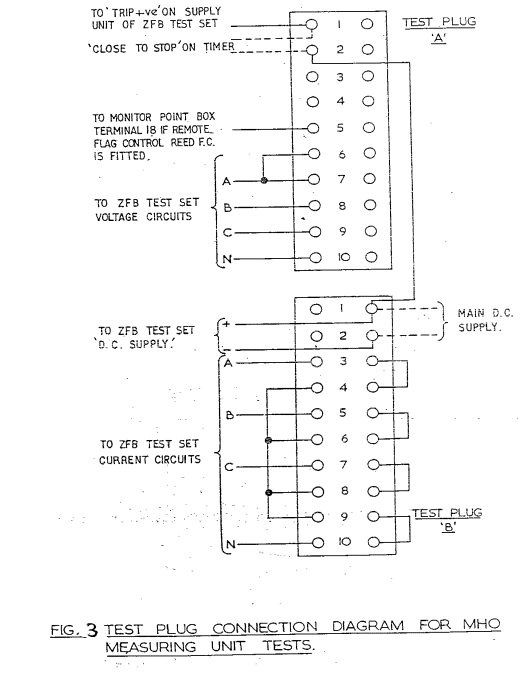 TO 'TRIP+ve' ON SUPPLY
UNIT OF ZFB TEST SET
'CLOSE TO STOP' ON TIMER
TEST PLUG
'A'
1
2
3
4
5
6
7
8
9
10
TO MONITOR POINT BOX
TERMINAL 18 IF REMOTE
FLAG CONTROL REED F.C.
IS FITTED.
A
B
C
N
TO ZFB TEST SET
VOLTAGE CIRCUITS
1
2
3
4
5
6
7
8
9
10
MAIN D.C.
SUPPLY.
TO ZFB TEST SET
'D.C. SUPPLY.'
+
-
A
B
C
N
TO ZFB TEST SET
CURRENT CIRCUITS
TEST PLUG
'B'
FIG. 3 TEST PLUG CONNECTION DIAGRAM FOR MHO
MEASURING UNIT TESTS.